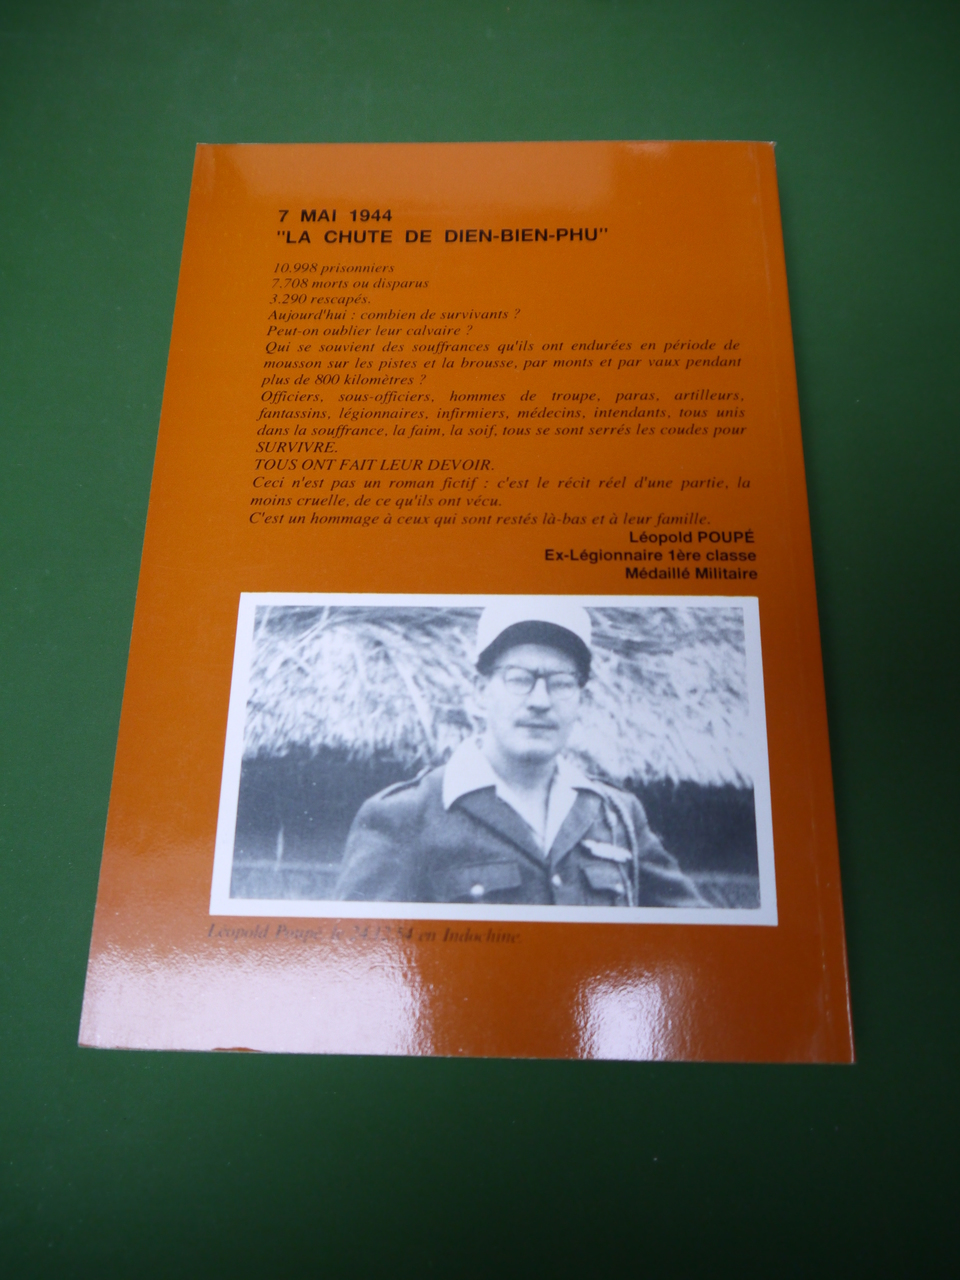 7 MAI 1944
"LA CHUTE DE DIEN-BIEN-PHU"
10.998 prisonniers
7.708 morts ou disparus
3.290 rescapés.
Aujourd'hui : combien de survivants ?
Peut-on oublier leur calvaire ?
Qui se souvient des souffrances qu'ils ont endurées en période de
mousson sur les pistes et la brousse, par monts et par vaux pendant
plus de 800 kilomètres ?
Officiers, sous-officiers, hommes de troupe, paras, artilleurs,
fantassins, légionnaires, infirmiers, médecins, intendants, tous unis
dans la souffrance, la faim, la soif, tous se sont serrés les coudes pour
SURVIVRE.
TOUS ONT FAIT LEUR DEVOIR.
Ceci n'est pas un roman fictif : c'est le récit réel d'une partie, la
moins cruelle, de ce qu'ils ont vécu.
C'est un hommage à ceux qui sont restés là-bas et à leur famille.
Léopold POUPÉ
Ex-Légionnaire 1ère classe
Médaillé Militaire
Léopold Poupé, le 24.12.54 en Indochine.